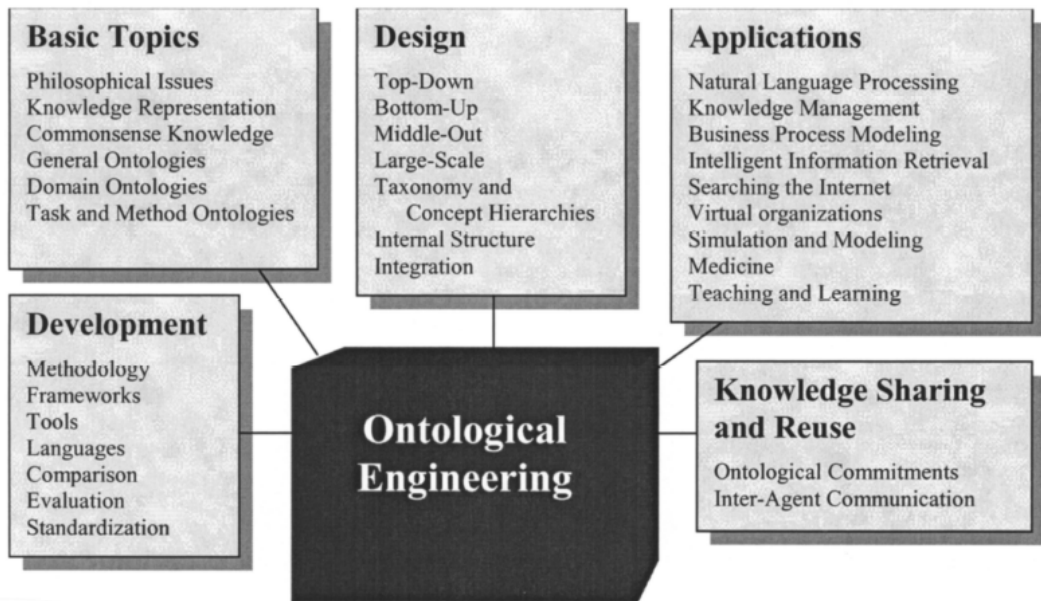 Basic Topics
Philosophical Issues
Knowledge Representation
Commonsense Knowledge
General Ontologies
Domain Ontologies
Task and Method Ontologies
Design
Top-Down
Bottom-Up
Middle-Out
Large-Scale
Taxonomy and
Concept Hierarchies
Internal Structure
Integration
Applications
Natural Language Processing
Knowledge Management
Business Process Modeling
Intelligent Information Retrieval
Searching the Internet
Virtual organizations
Simulation and Modeling
Medicine
Teaching and Learning
Development
Methodology
Frameworks
Tools
Languages
Comparison
Evaluation
Standardization
Ontological
Engineering
Knowledge Sharing
and Reuse
Ontological Commitments
Inter-Agent Communication